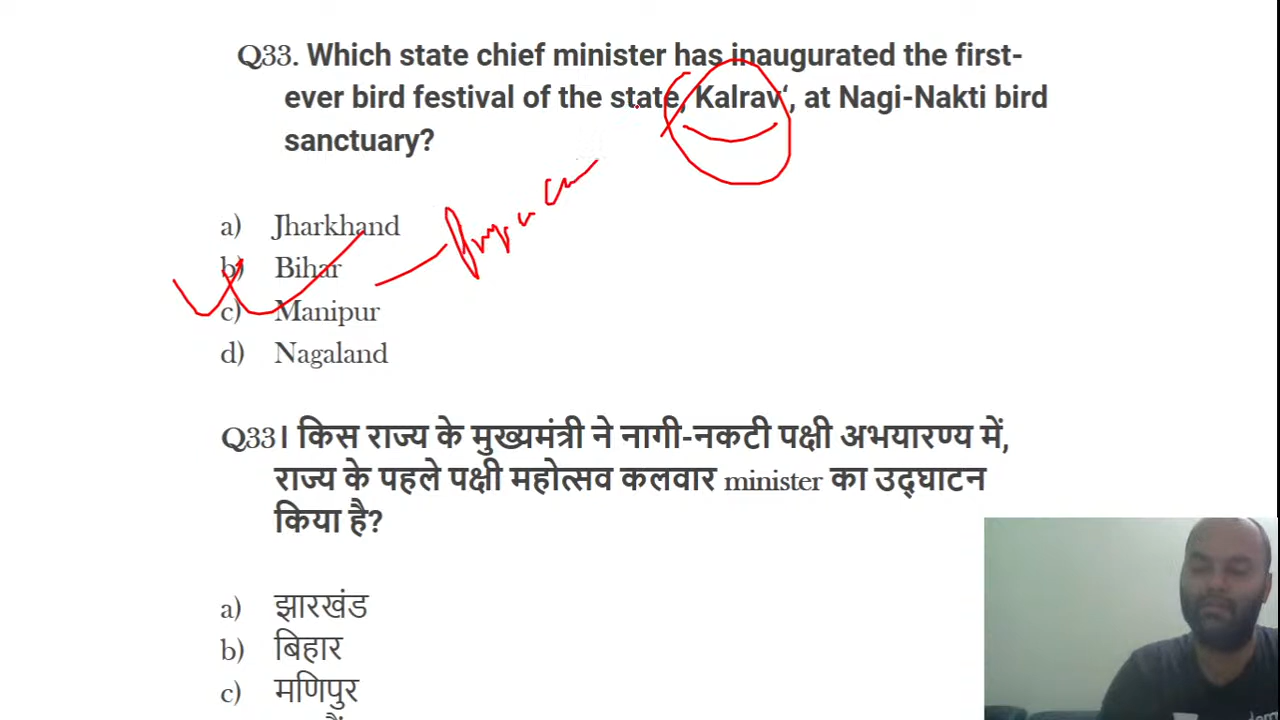 Q33. Which state chief minister has inaugurated the first-
ever bird festival of the state, Kalrav‘, at Nagi-Nakti bird
sanctuary?
a) Jharkhand
b) Bihar
c) Manipur
d) Nagaland
Q33। किस राज्य के मुख्यमंत्री ने नागी-नकटी पक्षी अभयारण्य में,
राज्य के पहले पक्षी महोत्सव कलवार minister का उद्घाटन
किया है?
a) झारखंड
b) बिहार
c) मणिपुर